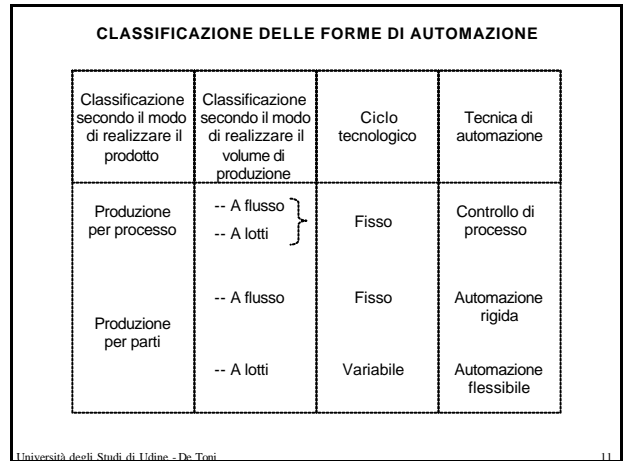 CLASSIFICAZIONE DELLE FORME DI AUTOMAZIONE
Classificazione
secondo il modo
di realizzare il
prodotto
Classificazione
secondo il modo
di realizzare il
volume di
produzione
Ciclo
tecnologico
Tecnica di
automazione
Produzione
per processo
-- A flusso
-- A lotti
Fisso
Controllo di
processo
Produzione
per parti
-- A flusso
Fisso
Automazione
rigida
-- A lotti
Variabile
Automazione
flessibile
Università degli Studi di Udine - De Toni
11